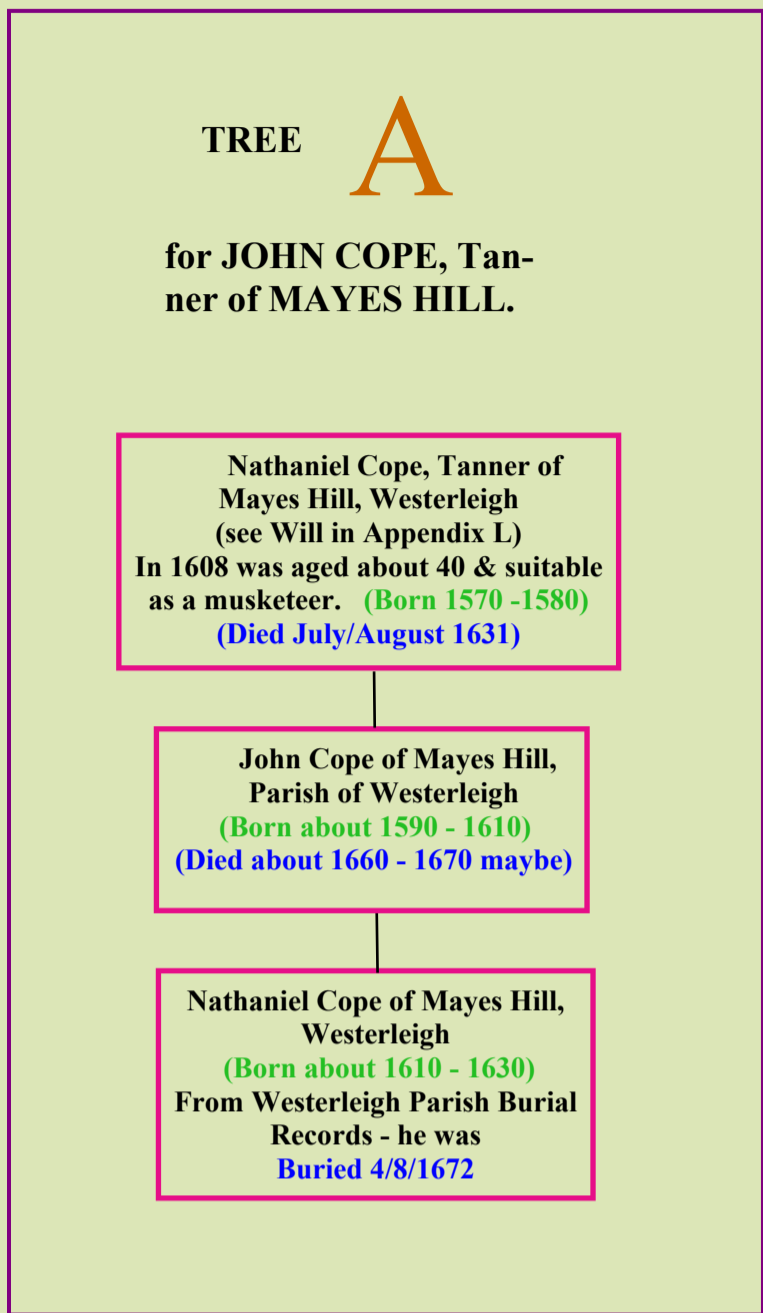 TREE A
for JOHN COPE, Tan-
ner of MAYES HILL.
Nathaniel Cope, Tanner of
Mayes Hill, Westerleigh
(see Will in Appendix L)
In 1608 was aged about 40 & suitable
as a musketeer. (Born 1570 -1580)
(Died July/August 1631)
John Cope of Mayes Hill,
Parish of Westerleigh
(Born about 1590 - 1610)
(Died about 1660 - 1670 maybe)
Nathaniel Cope of Mayes Hill,
Westerleigh
(Born about 1610 - 1630)
From Westerleigh Parish Burial
Records - he was
Buried 4/8/1672